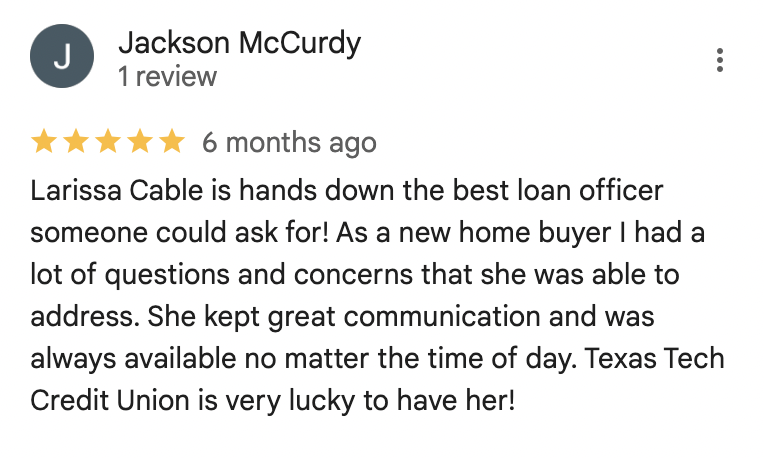 J
Jackson McCurdy
1 review
6 months ago
Larissa Cable is hands down the best loan officer
someone could ask for! As a new home buyer I had a
lot of questions and concerns that she was able to
address. She kept great communication and was
always available no matter the time of day. Texas Tech
Credit Union is very lucky to have her!